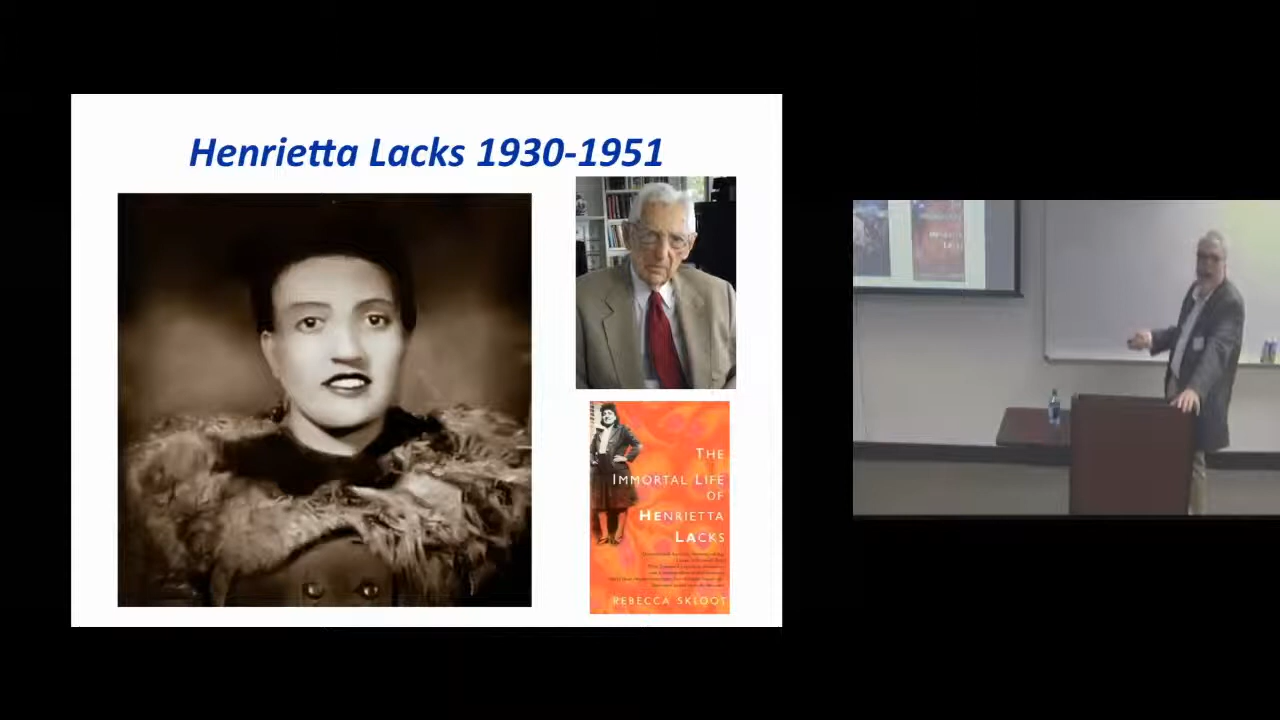 Henrietta Lacks 1930-1951
THE
IMMORTAL LIFE
OF
HENRIETTA
LACKS
REBECCA SKLOOT